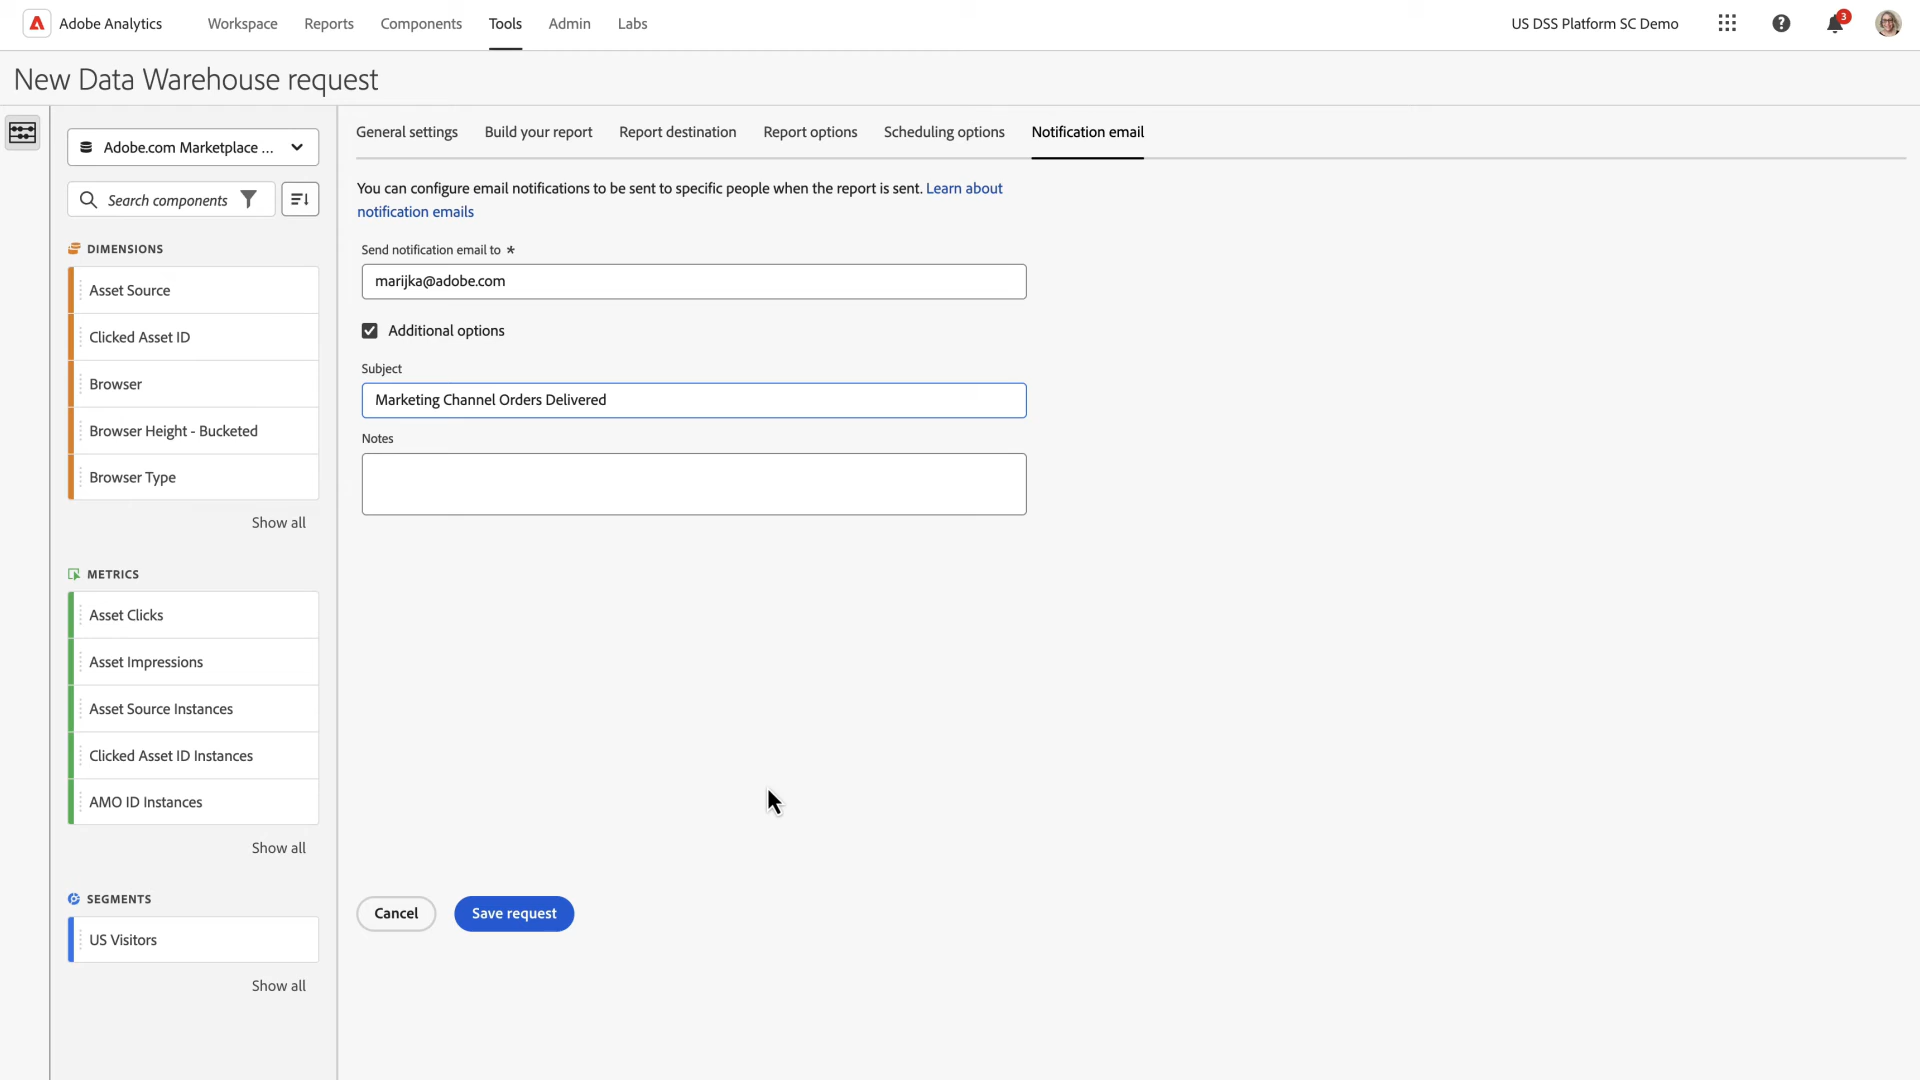 Adobe Analytics
Workspace
Reports
Components
Tools
Admin
Labs
US DSS Platform SC Demo
3
New Data Warehouse request
Adobe.com Marketplace ...
Search components
DIMENSIONS
Asset Source
Clicked Asset ID
Browser
Browser Height - Bucketed
Browser Type
Show all
METRICS
Asset Clicks
Asset Impressions
Asset Source Instances
Clicked Asset ID Instances
AMO ID Instances
Show all
SEGMENTS
US Visitors
Show all
General settings
Build your report
Report destination
Report options
Scheduling options
Notification email
You can configure email notifications to be sent to specific people when the report is sent. Learn about
notification emails
Send notification email to *
marijka@adobe.com
Additional options
Subject
Marketing Channel Orders Delivered
Notes
Cancel
Save request